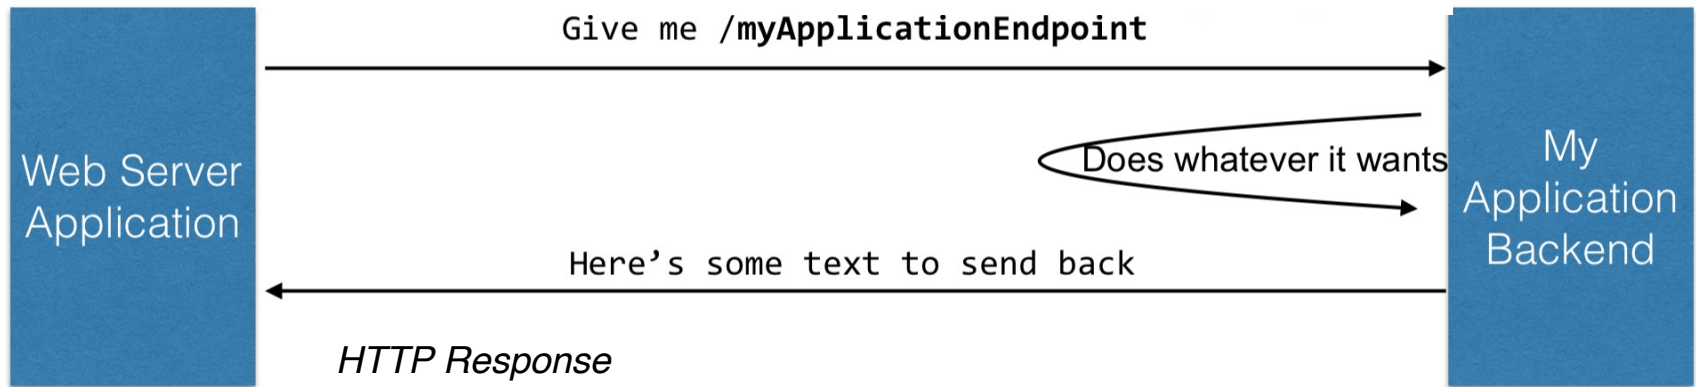 Give me /myApplicationEndpoint
Web Server
Application
Does whatever it wants
My
Application
Backend
Here’s some text to send back
HTTP Response